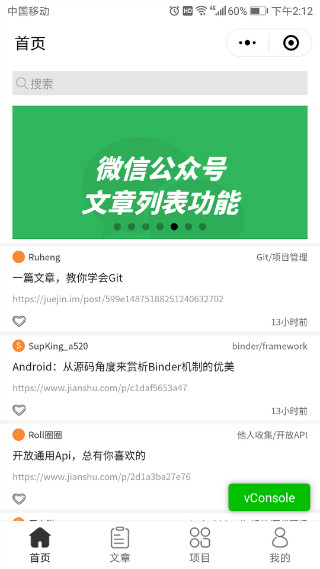 中国移动 HD 60% 下午2:12
首页
搜索
微信公众号
文章列表功能
Ruheng Git/项目管理
一篇文章，教你学会Git
https://juejin.im/post/599e14875188251240632702
13小时前
S SupKing_a520 binder/framework
Android：从源码角度来赏析Binder机制的优美
https://www.jianshu.com/p/c1daf5653a47
13小时前
Roll圈圈 他人收集/开放API
开放通用Api，总有你喜欢的
https://www.jianshu.com/p/2d1a3ba27e76
vConsole
首页 文章 项目 我的